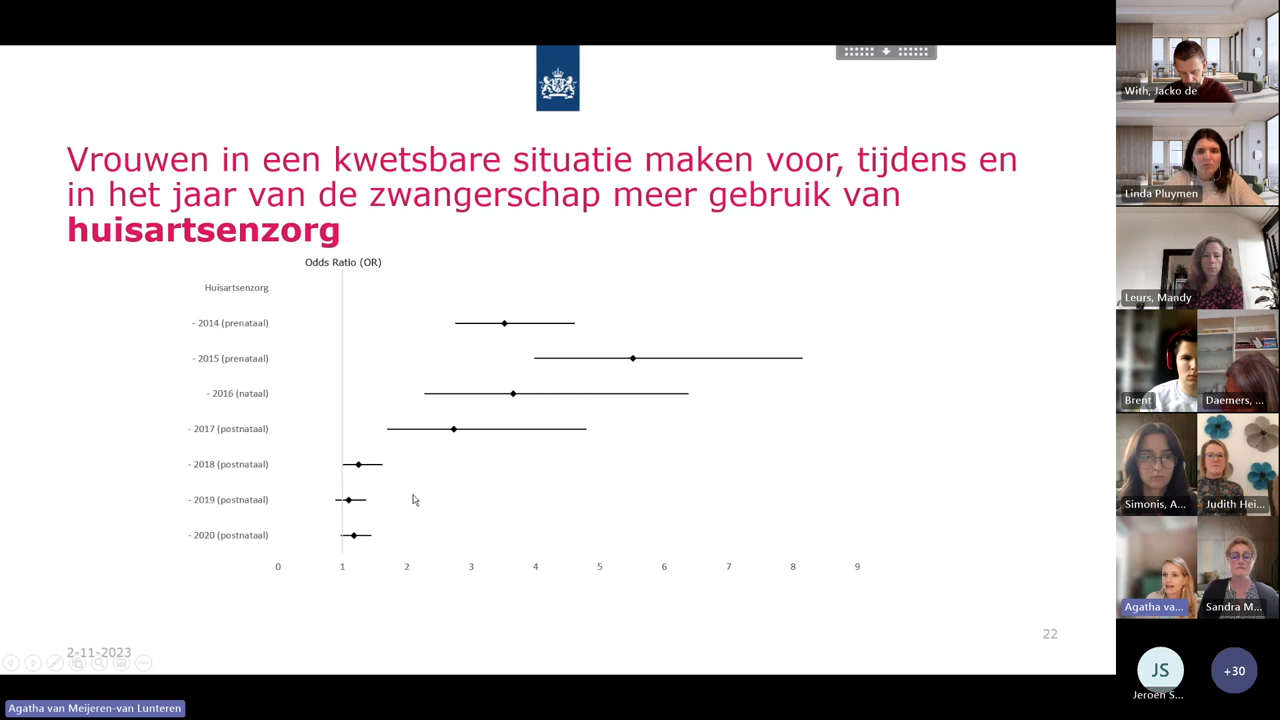 Vrouwen in een kwetsbare situatie maken voor, tijdens en
in het jaar van de zwangerschap meer gebruik van
huisartsenzorg
Odds Ratio (OR)
Huisartsenzorg
- 2014 (prenataal)
- 2015 (prenataal)
- 2016 (nataal)
- 2017 (postnataal)
- 2018 (postnataal)
- 2019 (postnataal)
- 2020 (postnataal)
0 1 2 3 4 5 6 7 8 9
22
2-11-2023
Agatha van Meijeren-van Lunteren
With, Jacko de
Linda Pluymen
Leurs, Mandy
Brent
Daemers, ...
Simonis, A...
Judith Hei...
Agatha va...
Sandra M...
JS
Jeroen S...
+30